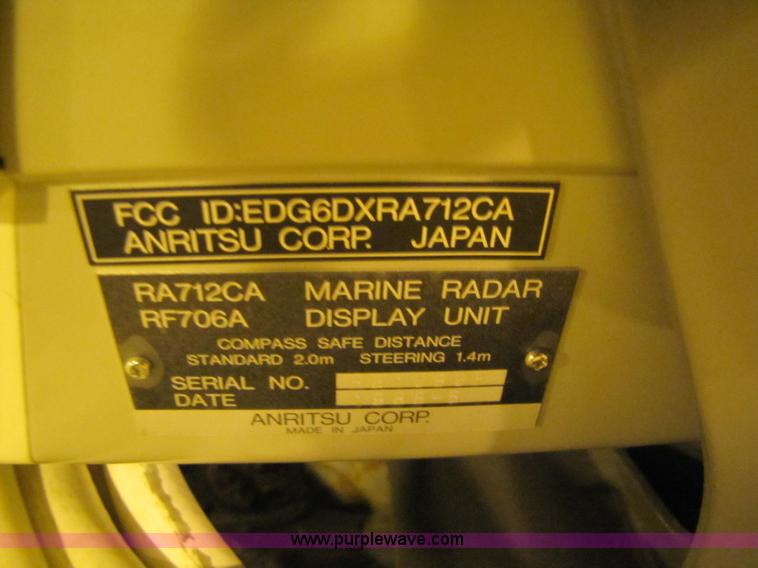 FCC ID:EDG6DXRA712CA
ANRITSU CORP. JAPAN
RA712CA MARINE RADAR
RF706A DISPLAY UNIT
COMPASS SAFE DISTANCE
STANDARD 2.0m STEERING 1.4m
SERIAL NO.
DATE
ANRITSU CORP.
MADE IN JAPAN
www.purplewave.com